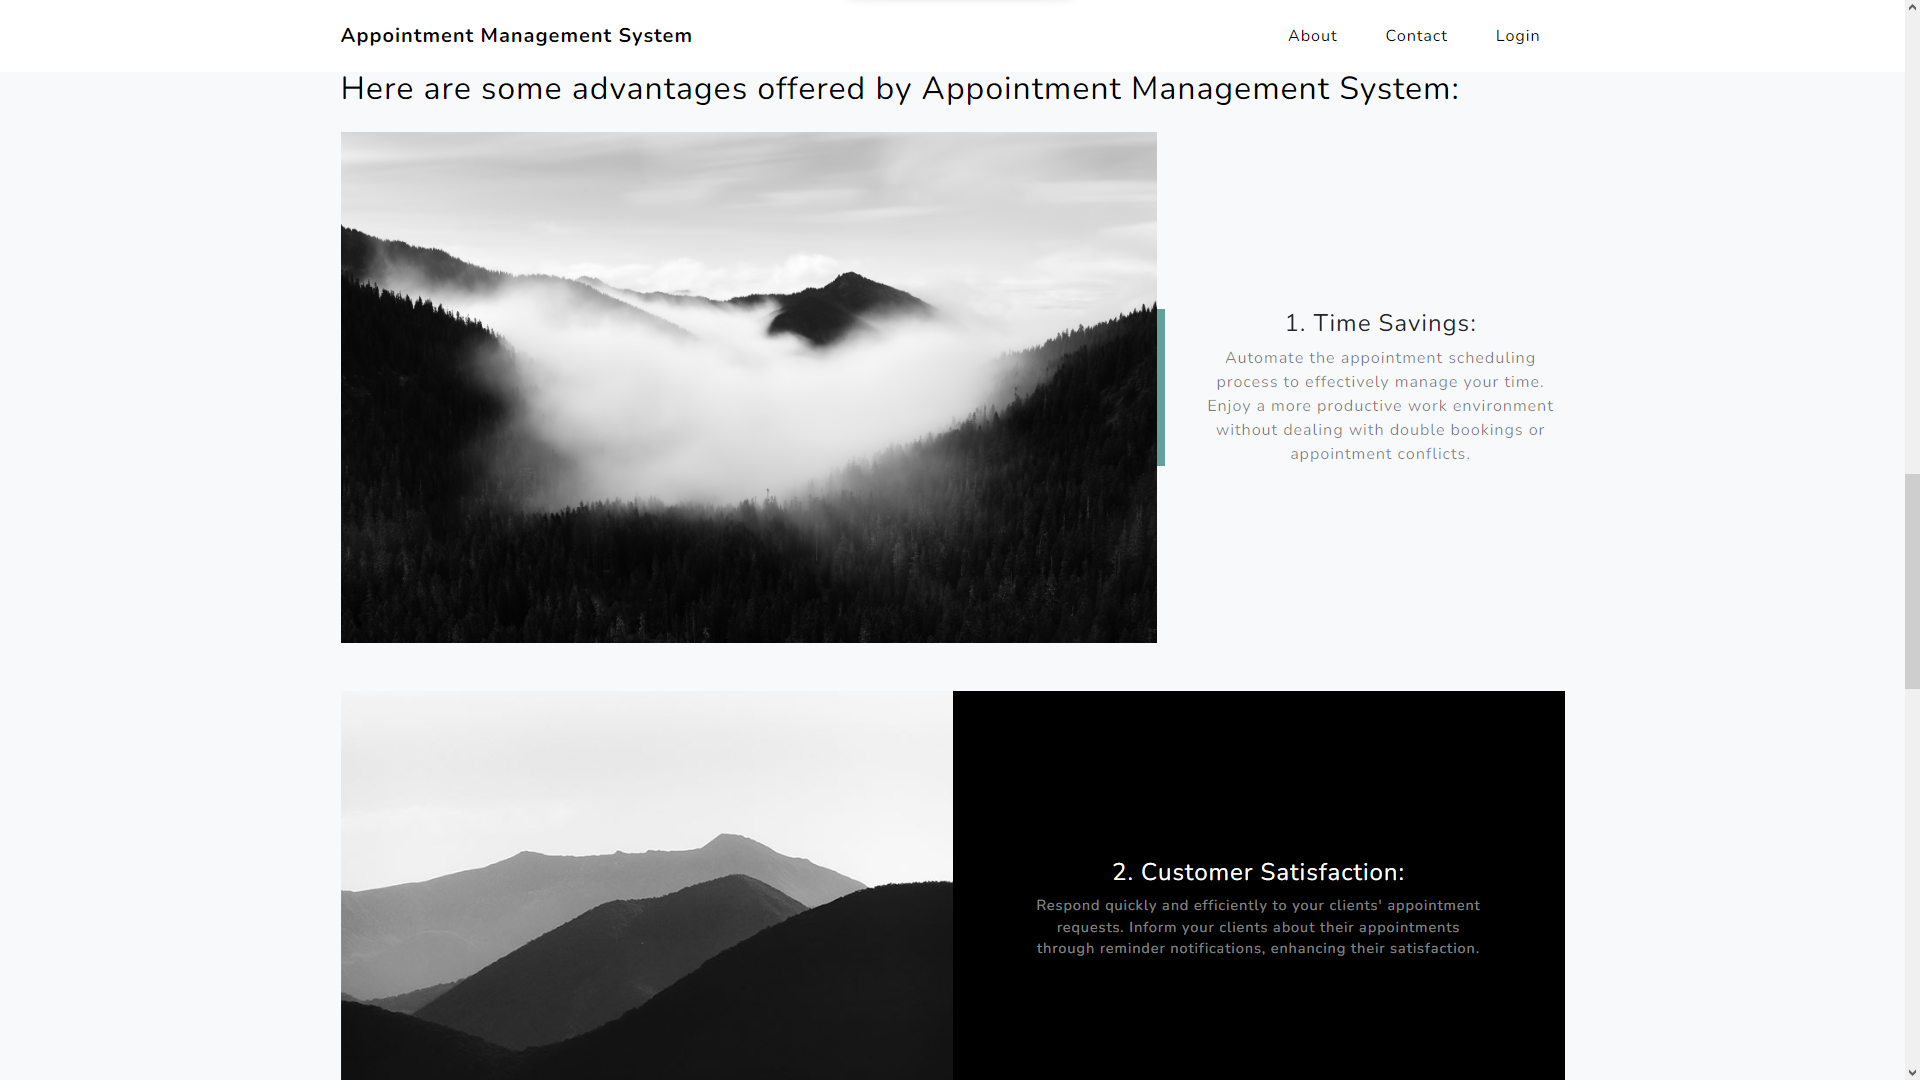 Appointment Management System
About
Contact
Login
Here are some advantages offered by Appointment Management System:
1. Time Savings:
Automate the appointment scheduling
process to effectively manage your time.
Enjoy a more productive work environment
without dealing with double bookings or
appointment conflicts.
2. Customer Satisfaction:
Respond quickly and efficiently to your clients' appointment
requests. Inform your clients about their appointments
through reminder notifications, enhancing their satisfaction.